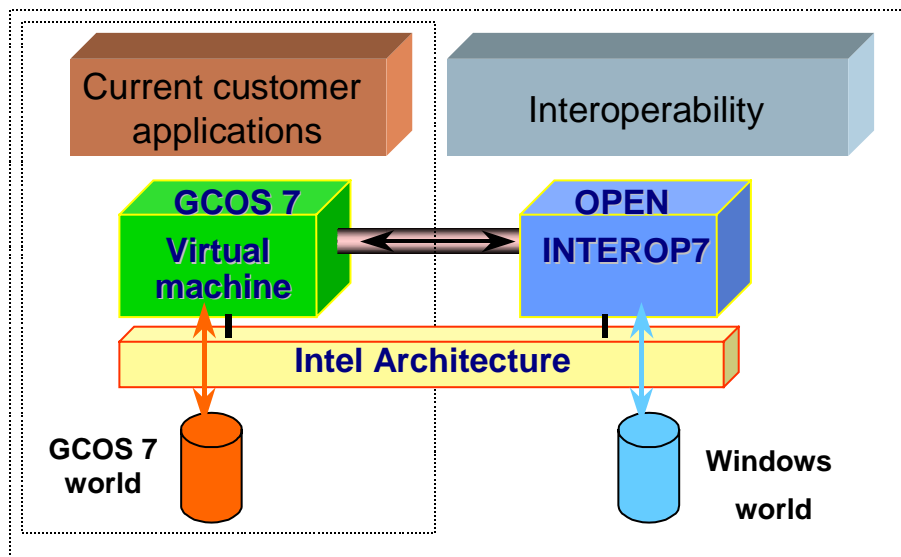 Current customer
applications
Interoperability
GCOS 7
Virtual
machine
OPEN
INTEROP7
Intel Architecture
GCOS 7
world
Windows
world